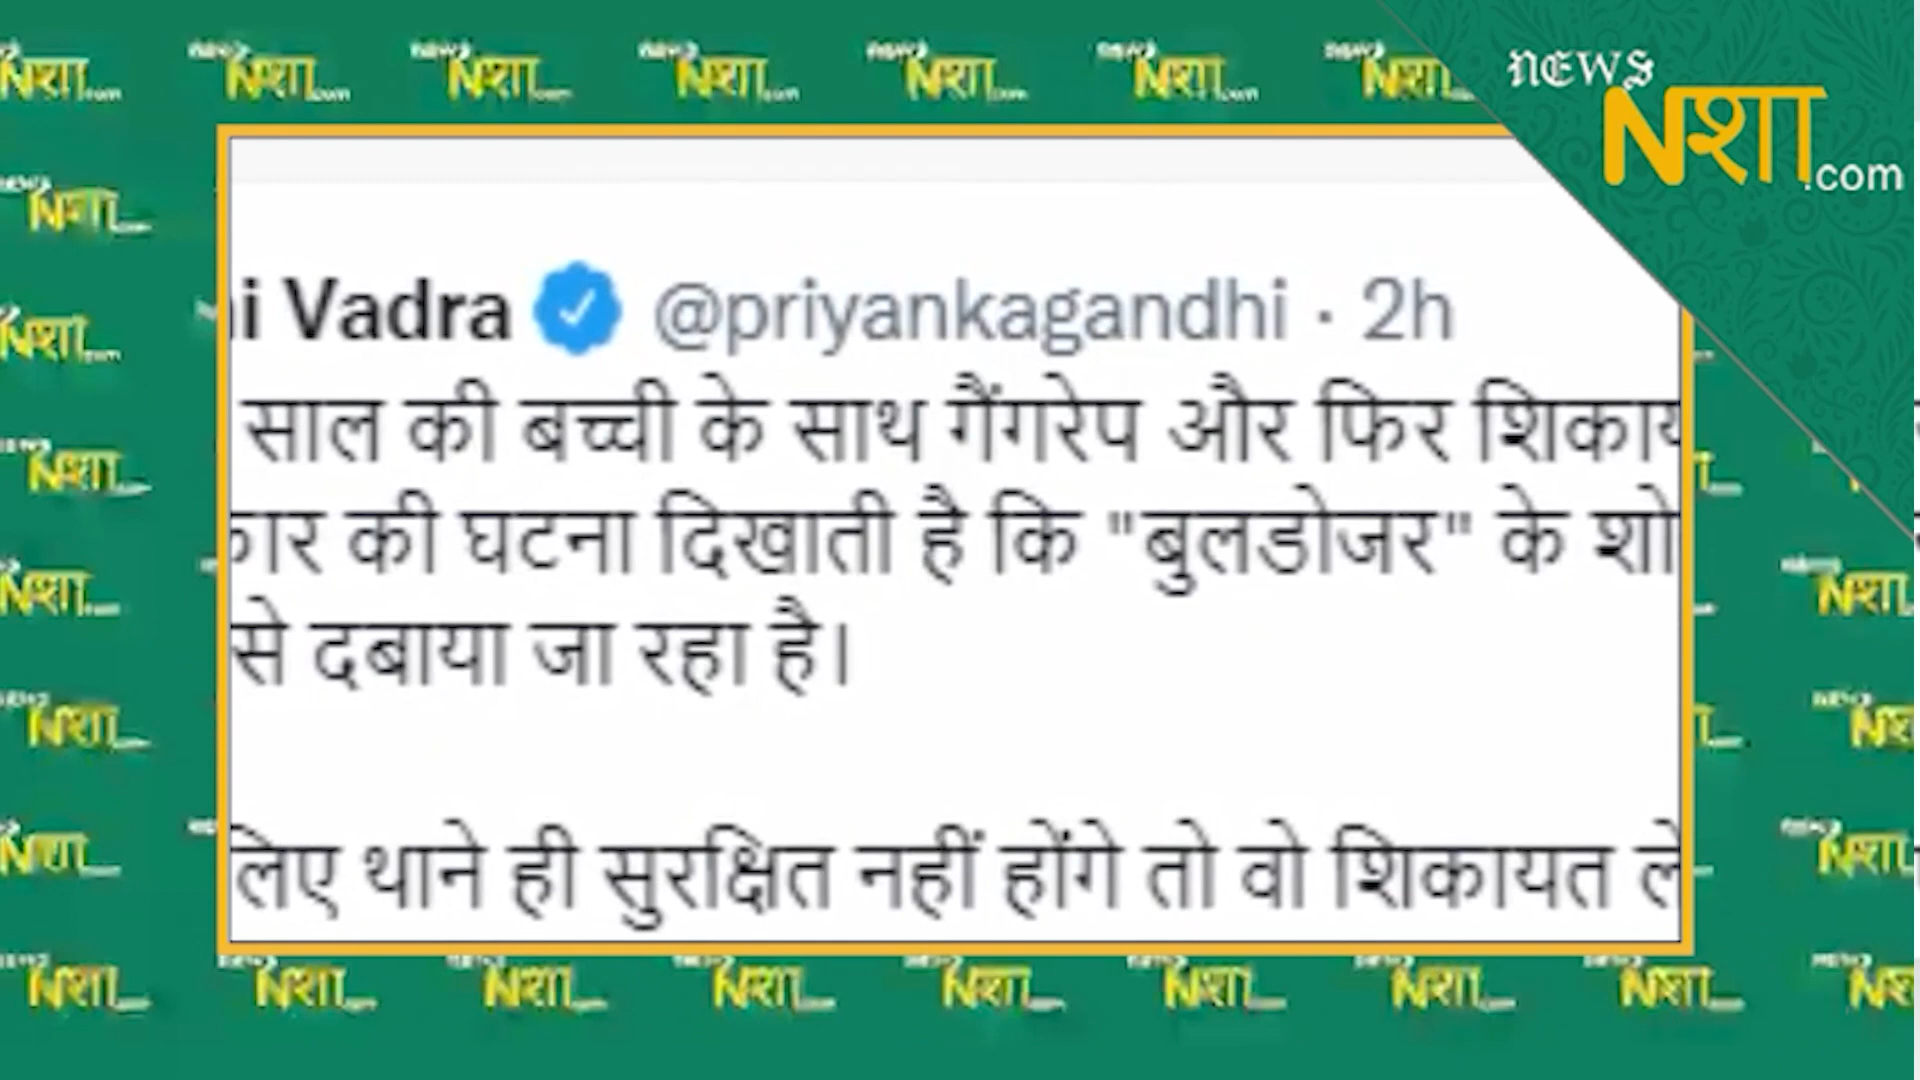 NEWS
Nशा.com
i Vadra @priyankagandhi · 2h
साल की बच्ची के साथ गैंगरेप और फिर शिकाय
कार की घटना दिखाती है कि "बुलडोजर" के शो
से दबाया जा रहा है।
लिए थाने ही सुरक्षित नहीं होंगे तो वो शिकायत ले